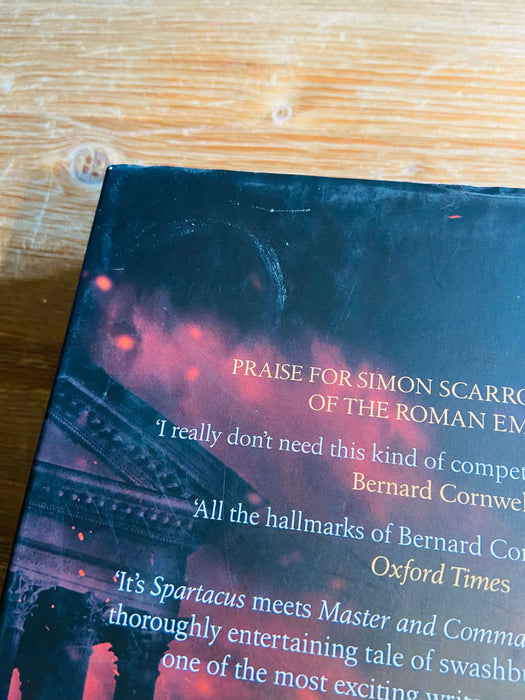 PRAISE FOR SIMON SCARRO
OF THE ROMAN EM
‘I really don’t need this kind of compet
Bernard Cornwel
‘All the hallmarks of Bernard Cor
Oxford Times
‘It’s Spartacus meets Master and Comma
thoroughly entertaining tale of swashb
one of the most exciting write